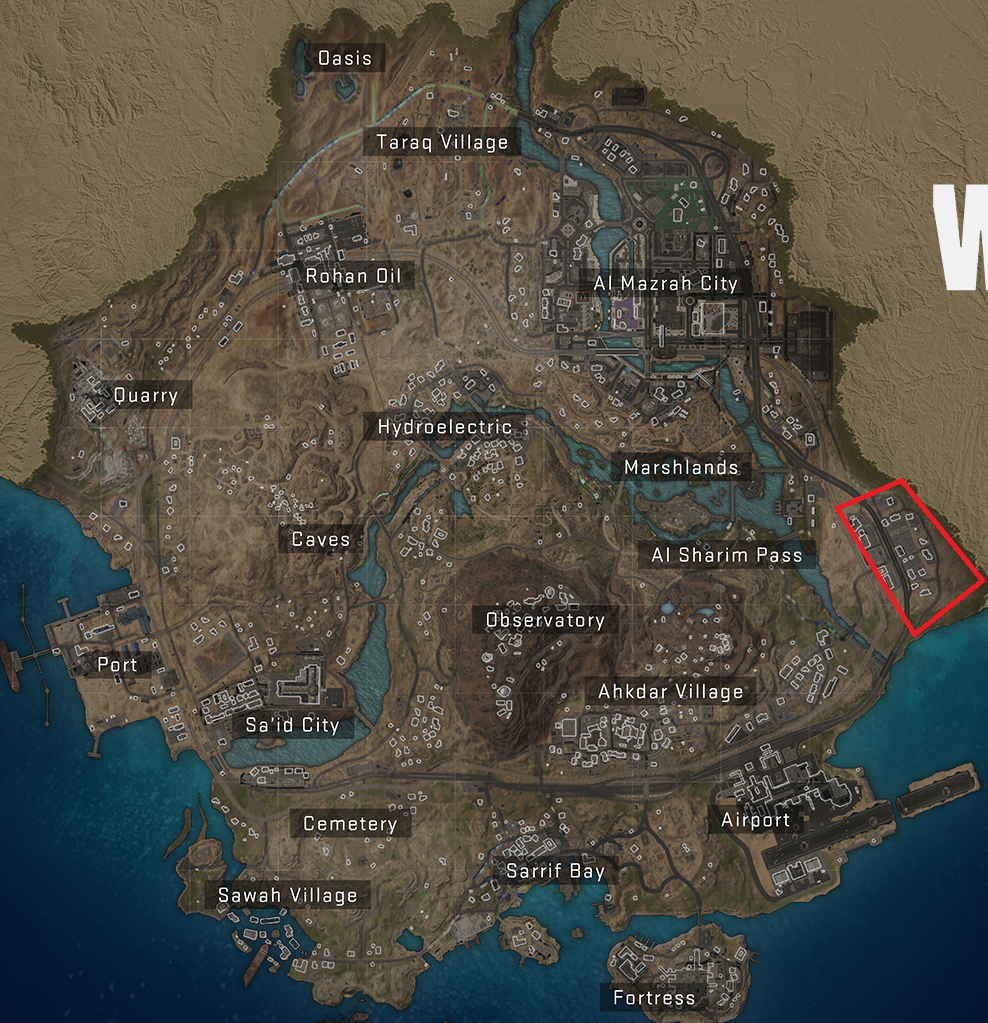 Oasis
Taraq Village
W
Rohan Oil
Al Mazrah City
Quarry
Hydroelectric
Marshlands
Caves
Al Sharim Pass
Observatory
Port
Ahkdar Village
Sa'id City
Cemetery
Airport
Sarrif Bay
Sawah Village
Fortress